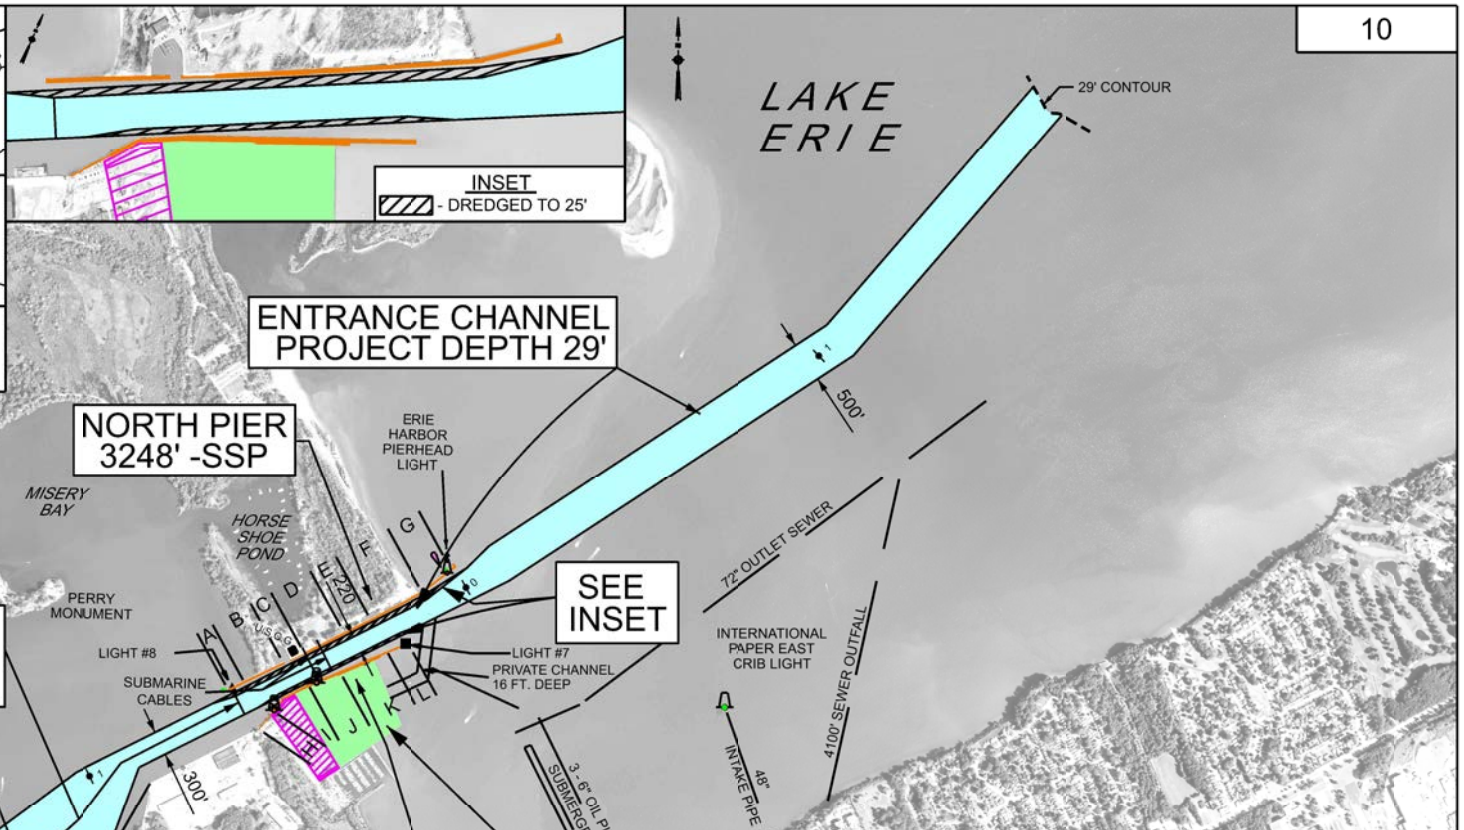 10
LAKE
ERIE
29' CONTOUR
INSET
- DREDGED TO 25'
ENTRANCE CHANNEL
PROJECT DEPTH 29'
1
500'
NORTH PIER
3248' -SSP
ERIE
HARBOR
PIERHEAD
LIGHT
MISERY
BAY
HORSE
SHOE
POND
72" OUTLET SEWER
G
F
E
220
D
C
B
A
U.S.C.G.
0
SEE
INSET
PERRY
MONUMENT
LIGHT #8
SUBMARINE
CABLES
LIGHT #7
PRIVATE CHANNEL
16 FT. DEEP
INTERNATIONAL
PAPER EAST
CRIB LIGHT
4100' SEWER OUTFALL
H
J
K
L
1
300'
3 - 6" OIL
48"
INTAKE PIPE